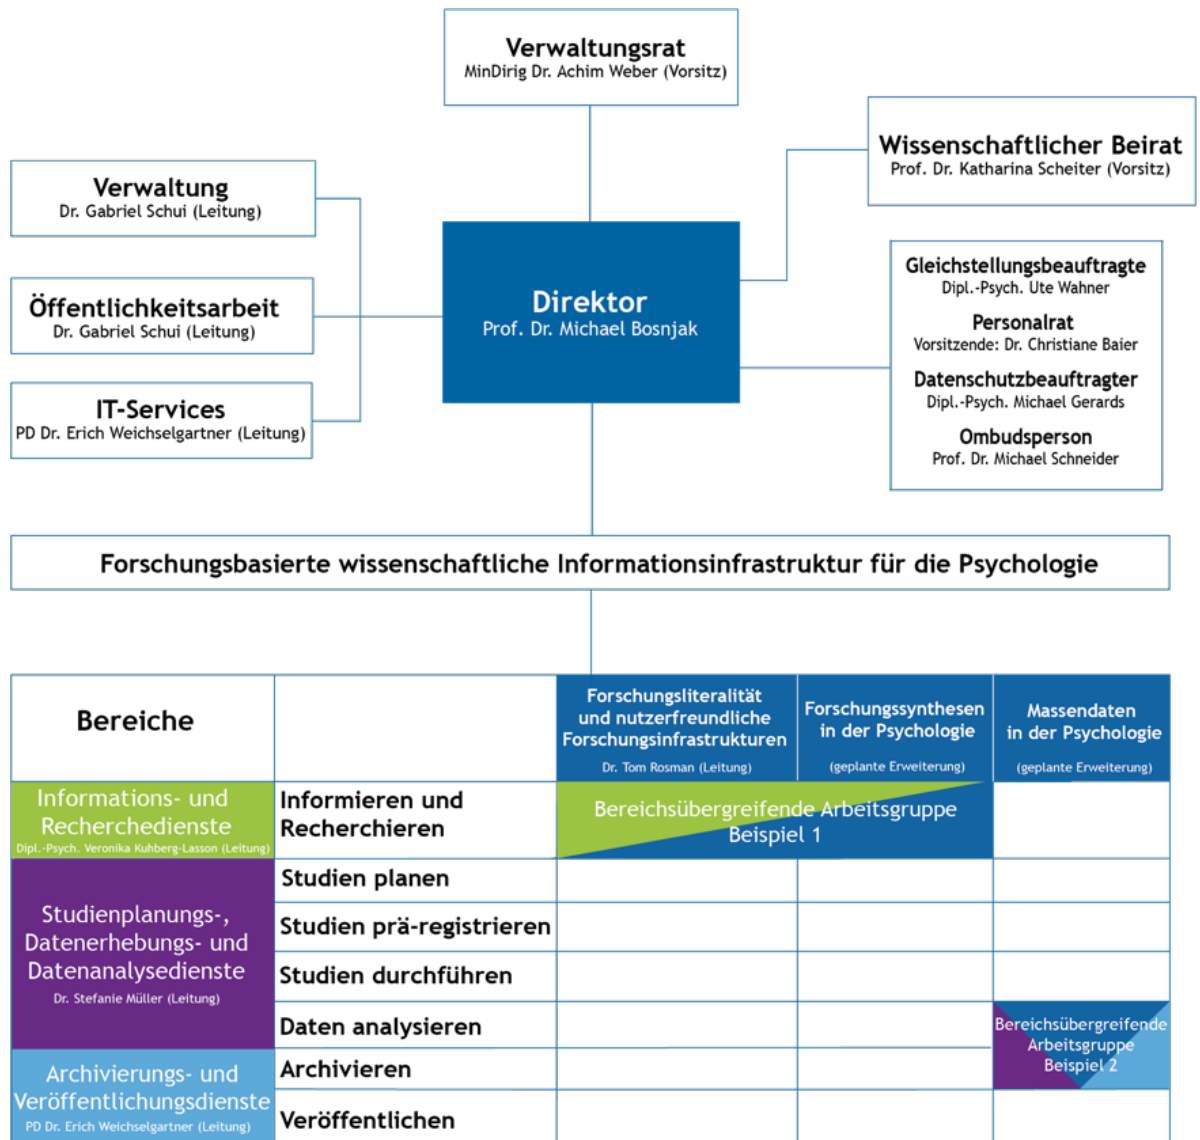 Verwaltungsrat
MinDirig Dr. Achim Weber (Vorsitz)
Wissenschaftlicher Beirat
Prof. Dr. Katharina Scheiter (Vorsitz)
Verwaltung
Dr. Gabriel Schui (Leitung)
Öffentlichkeitsarbeit
Dr. Gabriel Schui (Leitung)
IT-Services
PD Dr. Erich Weichselgartner (Leitung)
Direktor
Prof. Dr. Michael Bosnjak
Gleichstellungsbeauftragte
Dipl.-Psych. Ute Wahner
Personalrat
Vorsitzende: Dr. Christiane Baier
Datenschutzbeauftragter
Dipl.-Psych. Michael Gerards
Ombudsperson
Prof. Dr. Michael Schneider
Forschungsbasierte wissenschaftliche Informationsinfrastruktur für die Psychologie
Bereiche
Forschungsliteralität
und nutzerfreundliche
Forschungsinfrastrukturen
Dr. Tom Rosman (Leitung)
Forschungssynthesen
in der Psychologie
(geplante Erweiterung)
Massendaten
in der Psychologie
(geplante Erweiterung)
Informations- und
Recherchedienste
Dipl.-Psych. Veronika Kuhberg-Lasson (Leitung)
Informieren und
Recherchieren
Bereichsübergreifende Arbeitsgruppe
Beispiel 1
Studienplanungs-,
Datenerhebungs- und
Datenanalysedienste
Dr. Stefanie Müller (Leitung)
Studien planen
Studien prä-registrieren
Studien durchführen
Daten analysieren
Bereichsübergreifende
Arbeitsgruppe
Beispiel 2
Archivierungs- und
Veröffentlichungsdienste
PD Dr. Erich Weichselgartner (Leitung)
Archivieren
Veröffentlichen